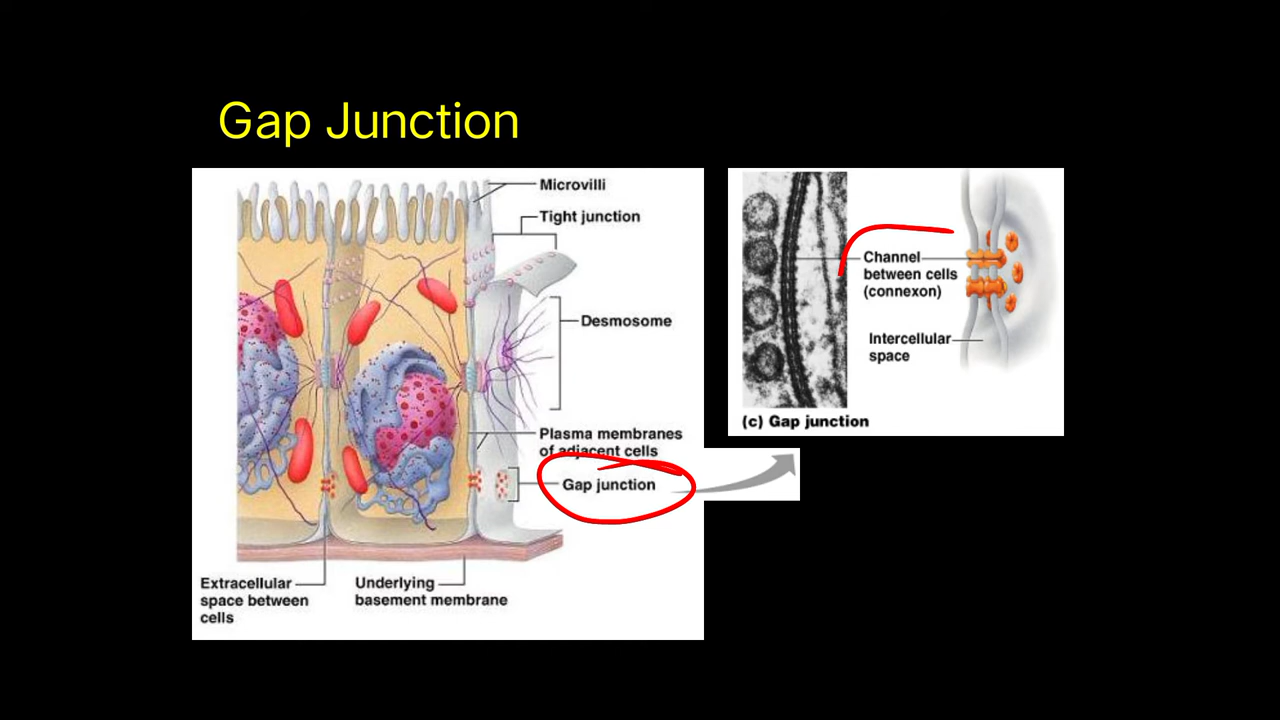 Gap Junction
Microvilli
Tight junction
Desmosome
Plasma membranes
of adjacent cells
Gap junction
Extracellular
space between
cells
Underlying
basement membrane
Channel
between cells
(connexon)
Intercellular
space
(c) Gap junction